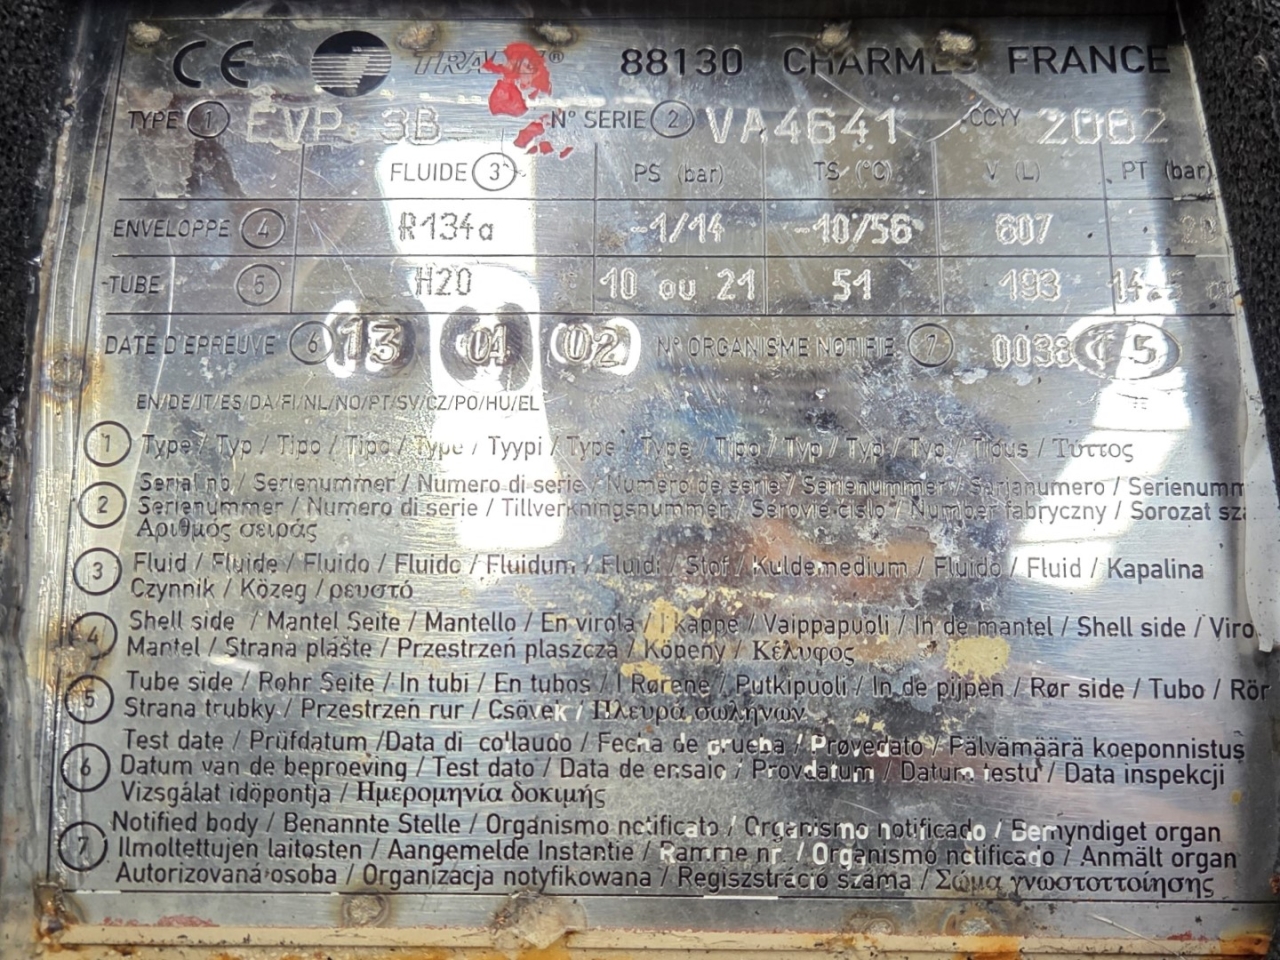 CE TRANE® 88130 CHARMES FRANCE
TYPE 1 EVP 3B N° SERIE 2 VA4641 CCYY 2002
FLUIDE 3 PS (bar) TS (°C) V (L) PT (bar)
ENVELOPPE 4 R134a -1/14 -10/56 607
TUBE 5 H20 10 ou 21 51 193
DATE D'EPREUVE 6 13 04 02 N° ORGANISME NOTIFIE 7 0038 5
EN/DE/IT/ES/DA/FI/NL/NO/PT/SV/CZ/PO/HU/EL
1 Type / Typ / Tipo / Tipo / Type / Tyypi / Type / Type / Tipo / Typ / Typ / Typ / Tipus / Τύττος
2 Serial no / Serienummer / Numero di serie / Numero de serie / Serienummer / Sarjanumero / Serienumm
Serienummer / Numero di serie / Tillverkningsnummer / Serovie cislo / Number fabryczny / Sorozat sz
Αριθμός σειράς
3 Fluid / Fluide / Fluido / Fluido / Fluidum / Fluidi / Stof / Kuldemedium / Fluido / Fluid / Kapalina
Czynnik / Közeg / ρευστό
4 Shell side / Mantel Seite / Mantello / En virola / I kappe / Vaippapuoli / In de mantel / Shell side / Viro
Mantel / Strana plášte / Przestrzeń plaszcza / Köpeny / Κέλυφος
5 Tube side / Rohr Seite / In tubi / En tubos / I Rørene / Putkipuoli / In de pijpen / Rør side / Tubo / Rör
Strana trubky / Przestrzeń rur / Csövek / Πλευρά σωλήνων
6 Test date / Prüfdatum /Data di collaudo / Fecha de prueba / Prøvedato / Pälvämäärä koeponnistus
Datum van de beproeving / Test dato / Data de ensaio / Provdatum / Datum testu / Data inspekcji
Vizsgálat idöpontja / Ημερομηνία δοκιμής
7 Notified body / Benannte Stelle / Organismo notificato / Organismo notificado / Bemyndiget organ
Ilmoltettujen laitosten / Aangemelde Instantie / Ramme nr. / Organismo notificado / Anmält organ
Autorizovaná osoba / Organizacja notyfikowana / Regiszstráció száma / Σώμα γνωστοττοίησης